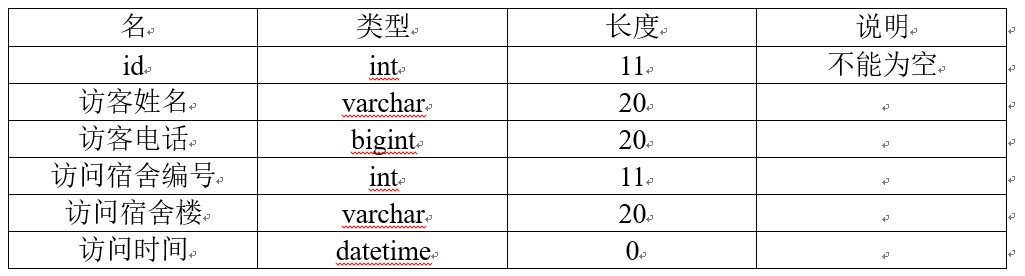 名 类型 长度 说明
id int 11 不能为空
访客姓名 varchar 20
访客电话 bigint 20
访问宿舍编号 int 11
访问宿舍楼 varchar 20
访问时间 datetime 0